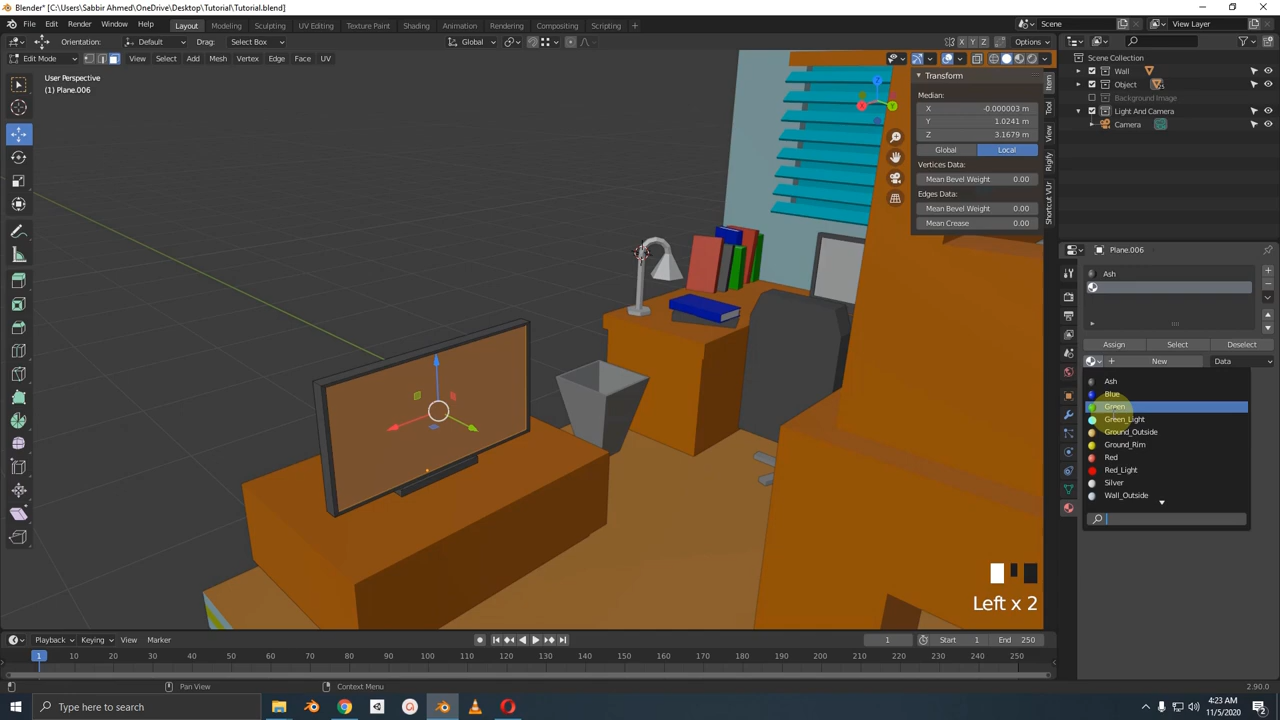 Blender* [C:\Users\Sabbir Ahmed\OneDrive\Desktop\Tutorial\Tutorial.blend]
File Edit Render Window Help Layout Modeling Sculpting UV Editing Texture Paint Shading Animation Rendering Compositing Scripting Scene View Layer
Orientation: Default Drag: Select Box Global X Y Z Options
Edit Mode View Select Add Mesh Vertex Edge Face UV
User Perspective
(1) Plane.006
Transform
Median:
X -0.000003 m
Y 1.0241 m
Z 3.1679 m
Global Local
Vertices Data:
Mean Bevel Weight 0.00
Edges Data:
Mean Bevel Weight 0.00
Mean Crease 0.00
Item
Tool
View
Rigify
Shortcut VUr
Z
Y
X
Scene Collection
Wall
Object
Background Image
Light And Camera
Camera
Plane.006
Ash
Assign Select Deselect
New Data
Ash
Blue
Green
Green_Light
Ground_Outside
Ground_Rim
Red
Red_Light
Silver
Wall_Outside
Left x 2
Playback Keying View Marker 1 Start 1 End 250
1 10 20 30 40 50 60 70 80 90 100 110 120 130 140 150 160 170 180 190 200 210 220 230 240 250
Pan View Context Menu 2.90.0
Type here to search
4:23 AM
11/5/2020
2